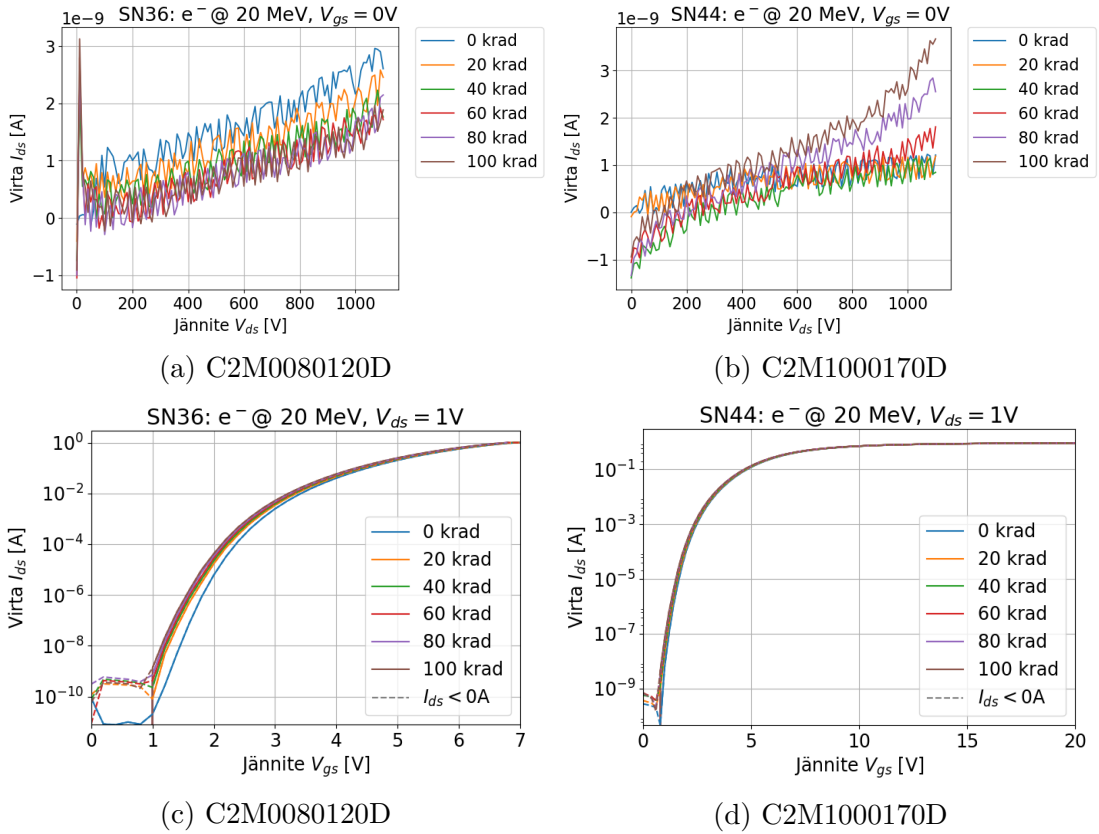 SN36: e⁻ @ 20 MeV, V_gs = 0V
1e−9
3
2
1
0
−1
0 200 400 600 800 1000
Virta I_ds [A]
Jännite V_ds [V]
0 krad
20 krad
40 krad
60 krad
80 krad
100 krad
(a) C2M0080120D
SN44: e⁻ @ 20 MeV, V_gs = 0V
1e−9
3
2
1
0
−1
0 200 400 600 800 1000
Virta I_ds [A]
Jännite V_ds [V]
0 krad
20 krad
40 krad
60 krad
80 krad
100 krad
(b) C2M1000170D
SN36: e⁻ @ 20 MeV, V_ds = 1V
10⁰
10⁻²
10⁻⁴
10⁻⁶
10⁻⁸
10⁻¹⁰
0 1 2 3 4 5 6 7
Virta I_ds [A]
Jännite V_gs [V]
0 krad
20 krad
40 krad
60 krad
80 krad
100 krad
I_ds < 0A
(c) C2M0080120D
SN44: e⁻ @ 20 MeV, V_ds = 1V
10⁻¹
10⁻³
10⁻⁵
10⁻⁷
10⁻⁹
0 5 10 15 20
Virta I_ds [A]
Jännite V_gs [V]
0 krad
20 krad
40 krad
60 krad
80 krad
100 krad
I_ds < 0A
(d) C2M1000170D